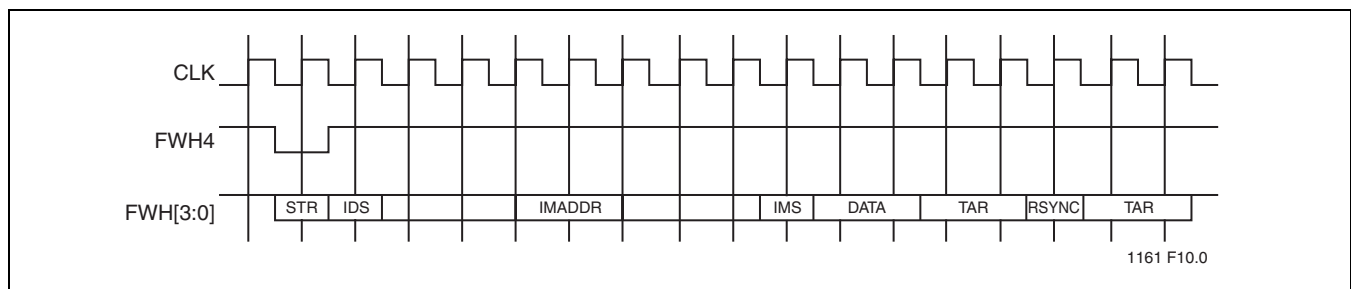 CLK
FWH4
FWH[3:0]
STR IDS IMADDR IMS DATA TAR RSYNC TAR
1161 F10.0